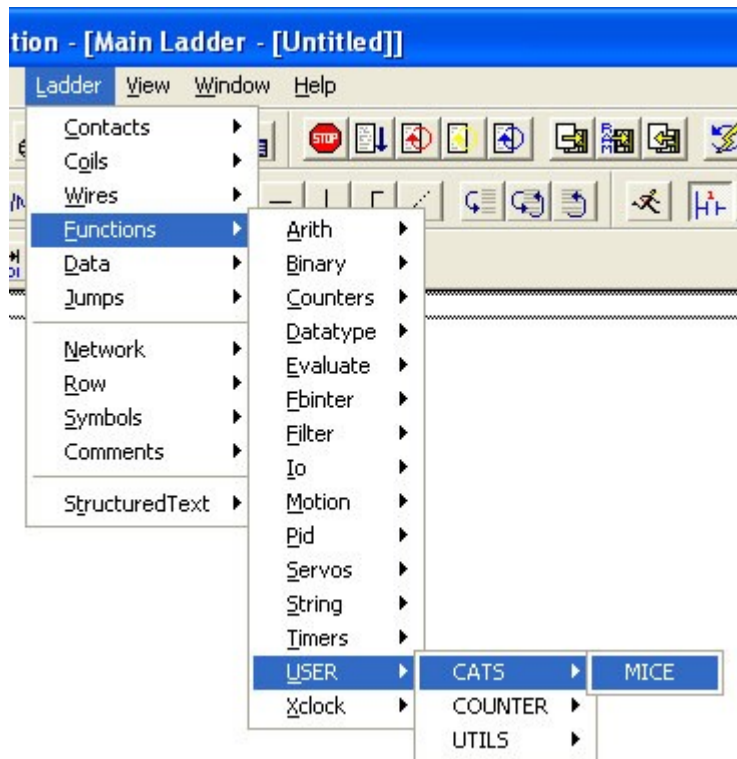 tion - [Main Ladder - [Untitled]]
Ladder View Window Help
Contacts
Coils
Wires
Functions
Data
Jumps
Network
Row
Symbols
Comments
StructuredText
Arith
Binary
Counters
Datatype
Evaluate
Fbinter
Filter
Io
Motion
Pid
Servos
String
Timers
USER
Xclock
CATS
COUNTER
UTILS
MICE
STOP